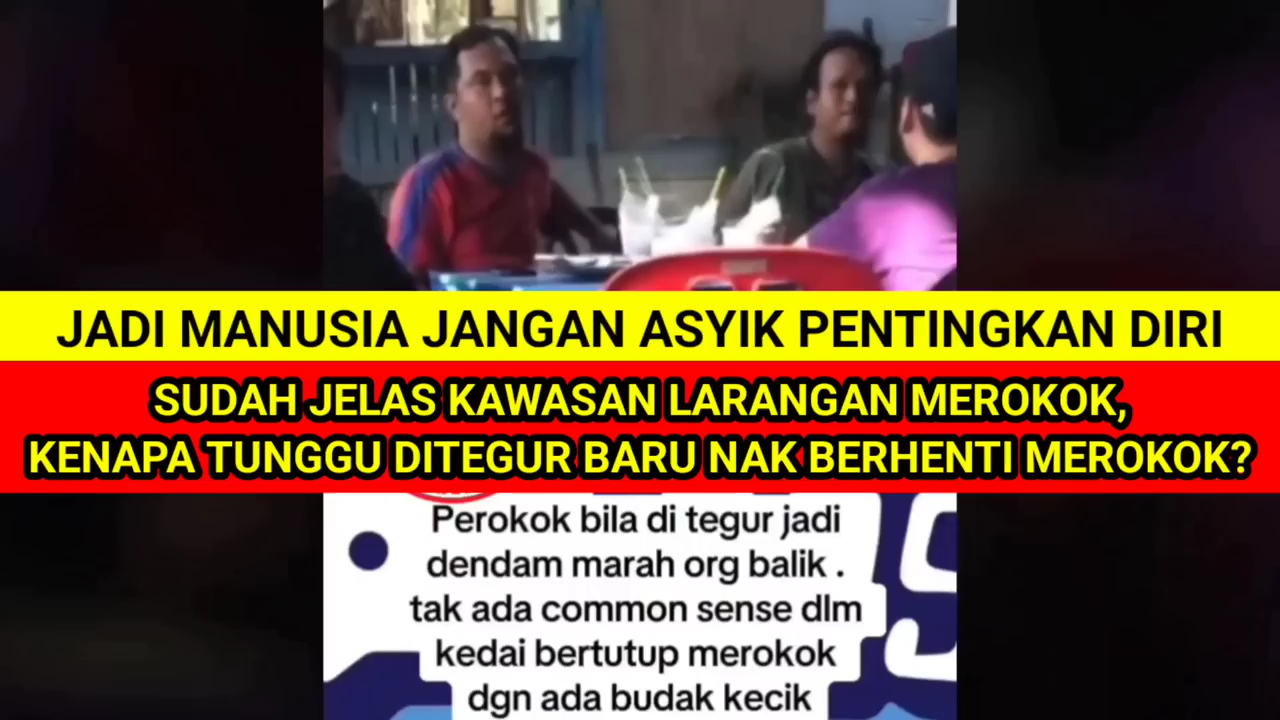 JADI MANUSIA JANGAN ASYIK PENTINGKAN DIRI
SUDAH JELAS KAWASAN LARANGAN MEROKOK,
KENAPA TUNGGU DITEGUR BARU NAK BERHENTI MEROKOK?
Perokok bila di tegur jadi
dendam marah org balik .
tak ada common sense dlm
kedai bertutup merokok
dgn ada budak kecik